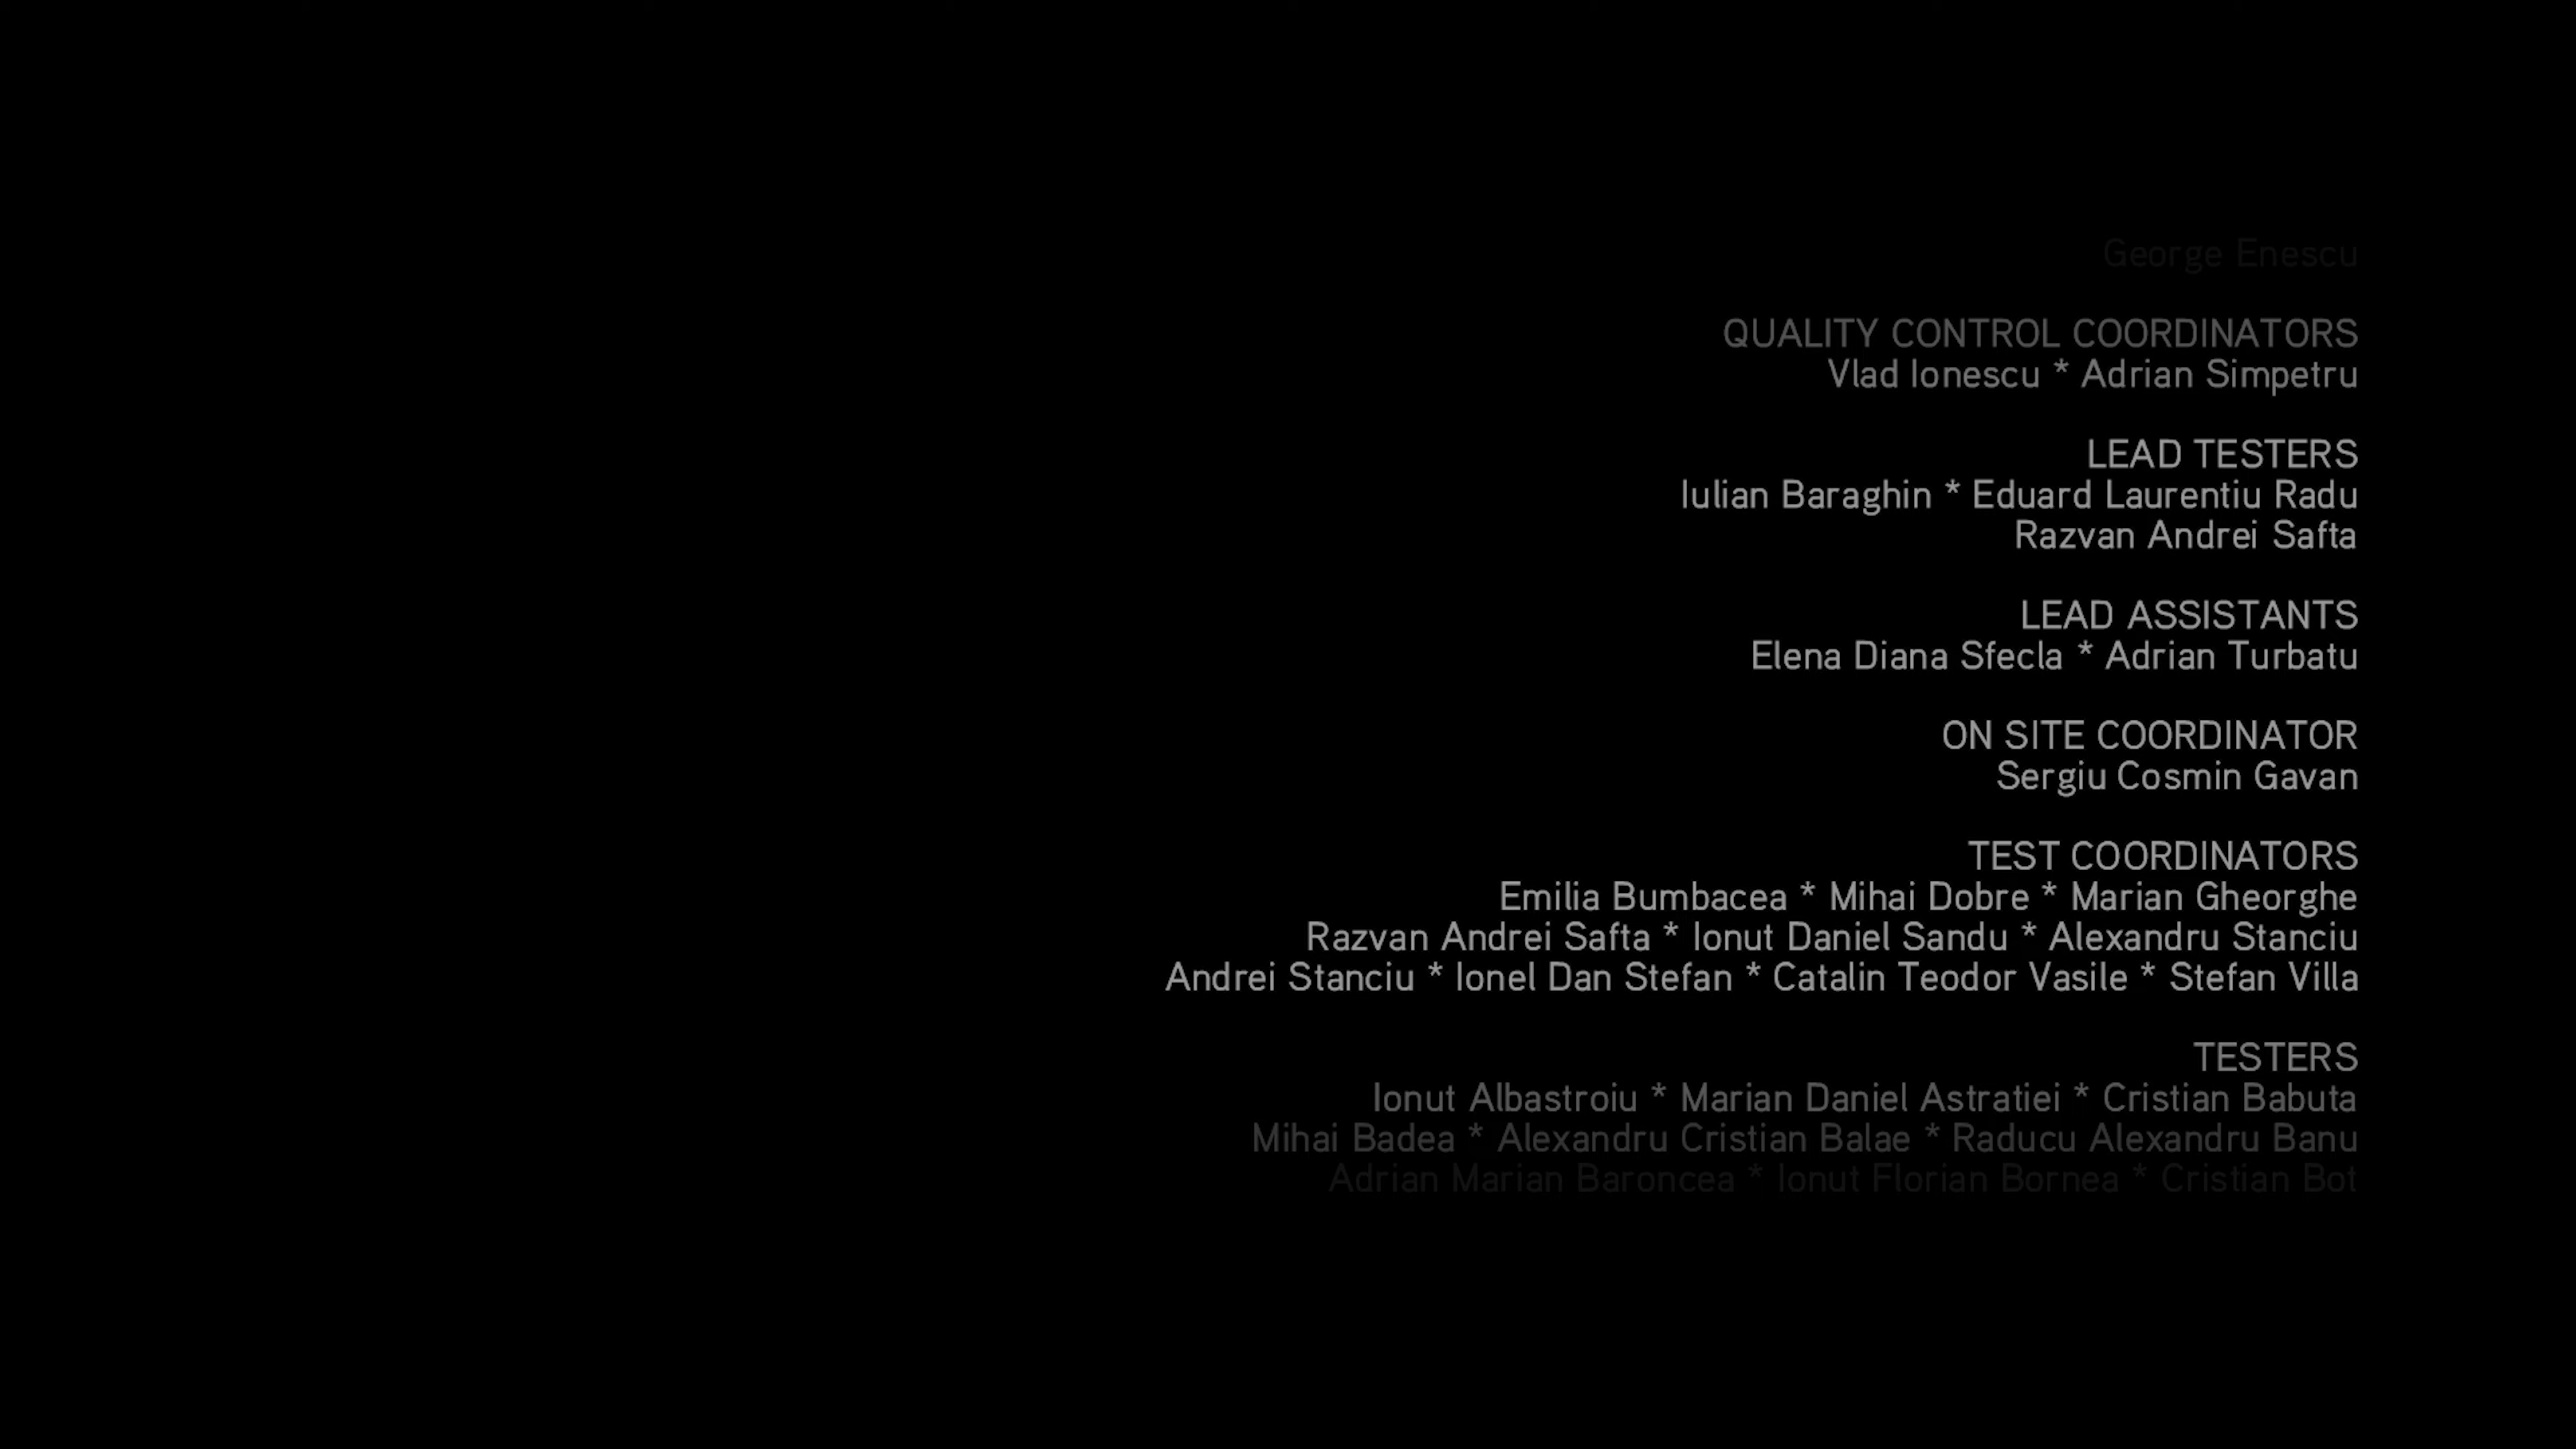 George Enescu
QUALITY CONTROL COORDINATORS
Vlad Ionescu * Adrian Simpetru
LEAD TESTERS
Iulian Baraghin * Eduard Laurentiu Radu
Razvan Andrei Safta
LEAD ASSISTANTS
Elena Diana Sfecla * Adrian Turbatu
ON SITE COORDINATOR
Sergiu Cosmin Gavan
TEST COORDINATORS
Emilia Bumbacea * Mihai Dobre * Marian Gheorghe
Razvan Andrei Safta * Ionut Daniel Sandu * Alexandru Stanciu
Andrei Stanciu * Ionel Dan Stefan * Catalin Teodor Vasile * Stefan Villa
TESTERS
Ionut Albastroiu * Marian Daniel Astratiei * Cristian Babuta
Mihai Badea * Alexandru Cristian Balae * Raducu Alexandru Banu
Adrian Marian Baroncea * Ionut Florian Bornea * Cristian Bot